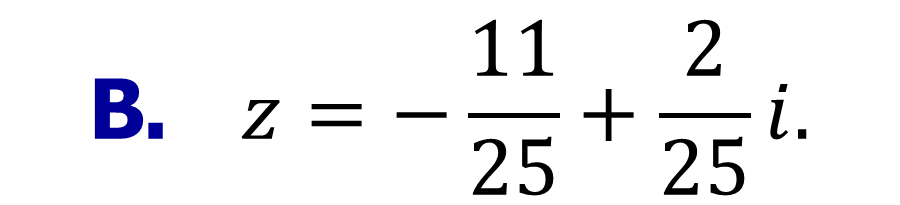 B. z = −11/25 + 2/25 i.